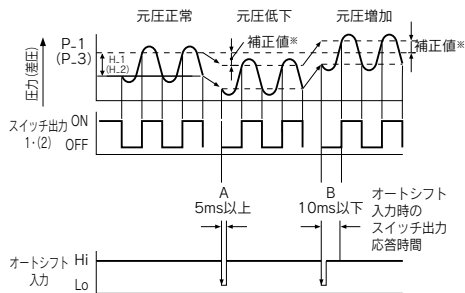 元圧正常 元圧低下 元圧増加
P_1
(P_3)
H_1
(H_2)
補正値※
補正値※
圧力(差圧)
スイッチ出力
1・(2)
ON
OFF
A
5ms以上
B
10ms以下
オートシフト
入力時の
スイッチ出力
応答時間
オートシフト
入力
Hi
Lo